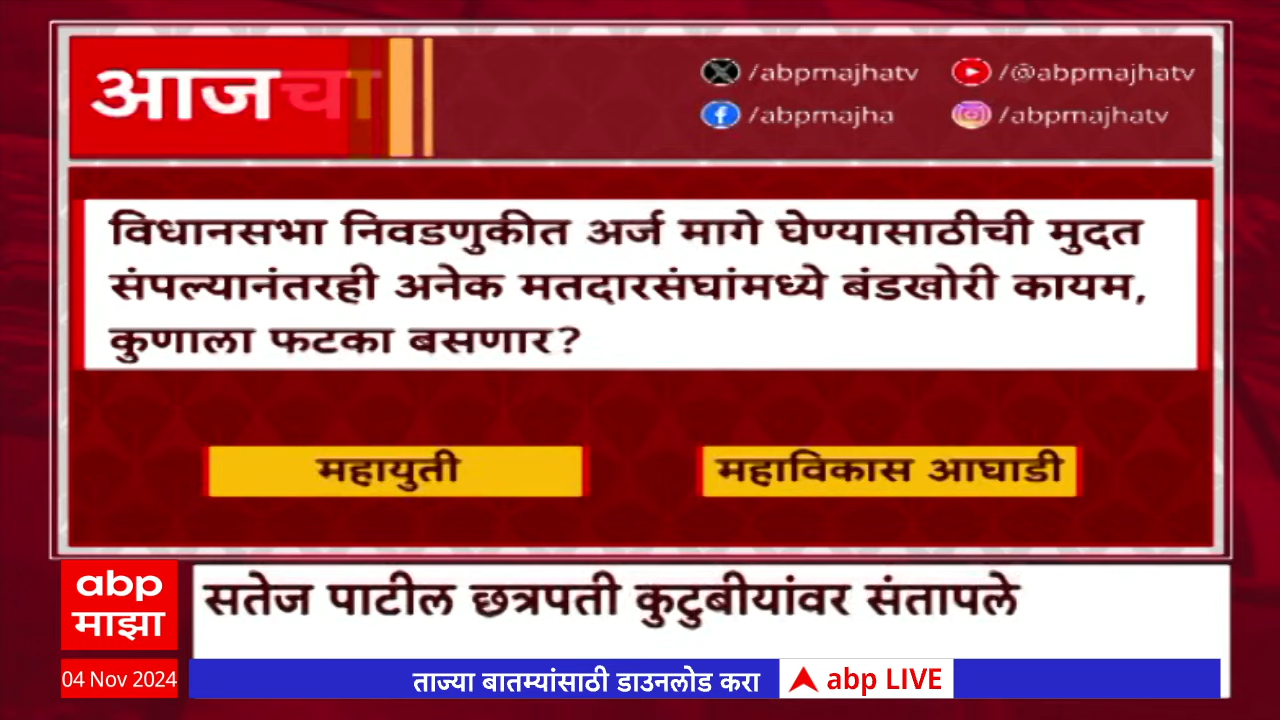 आजचा
/abpmajhatv
/@abpmajhatv
/abpmajha
/abpmajhatv
विधानसभा निवडणुकीत अर्ज मागे घेण्यासाठीची मुदत
संपल्यानंतरही अनेक मतदारसंघांमध्ये बंडखोरी कायम,
कुणाला फटका बसणार?
महायुती
महाविकास आघाडी
abp
माझा
सतेज पाटील छत्रपती कुटुबीयांवर संतापले
04 Nov 2024
ताज्या बातम्यांसाठी डाउनलोड करा
abp LIVE